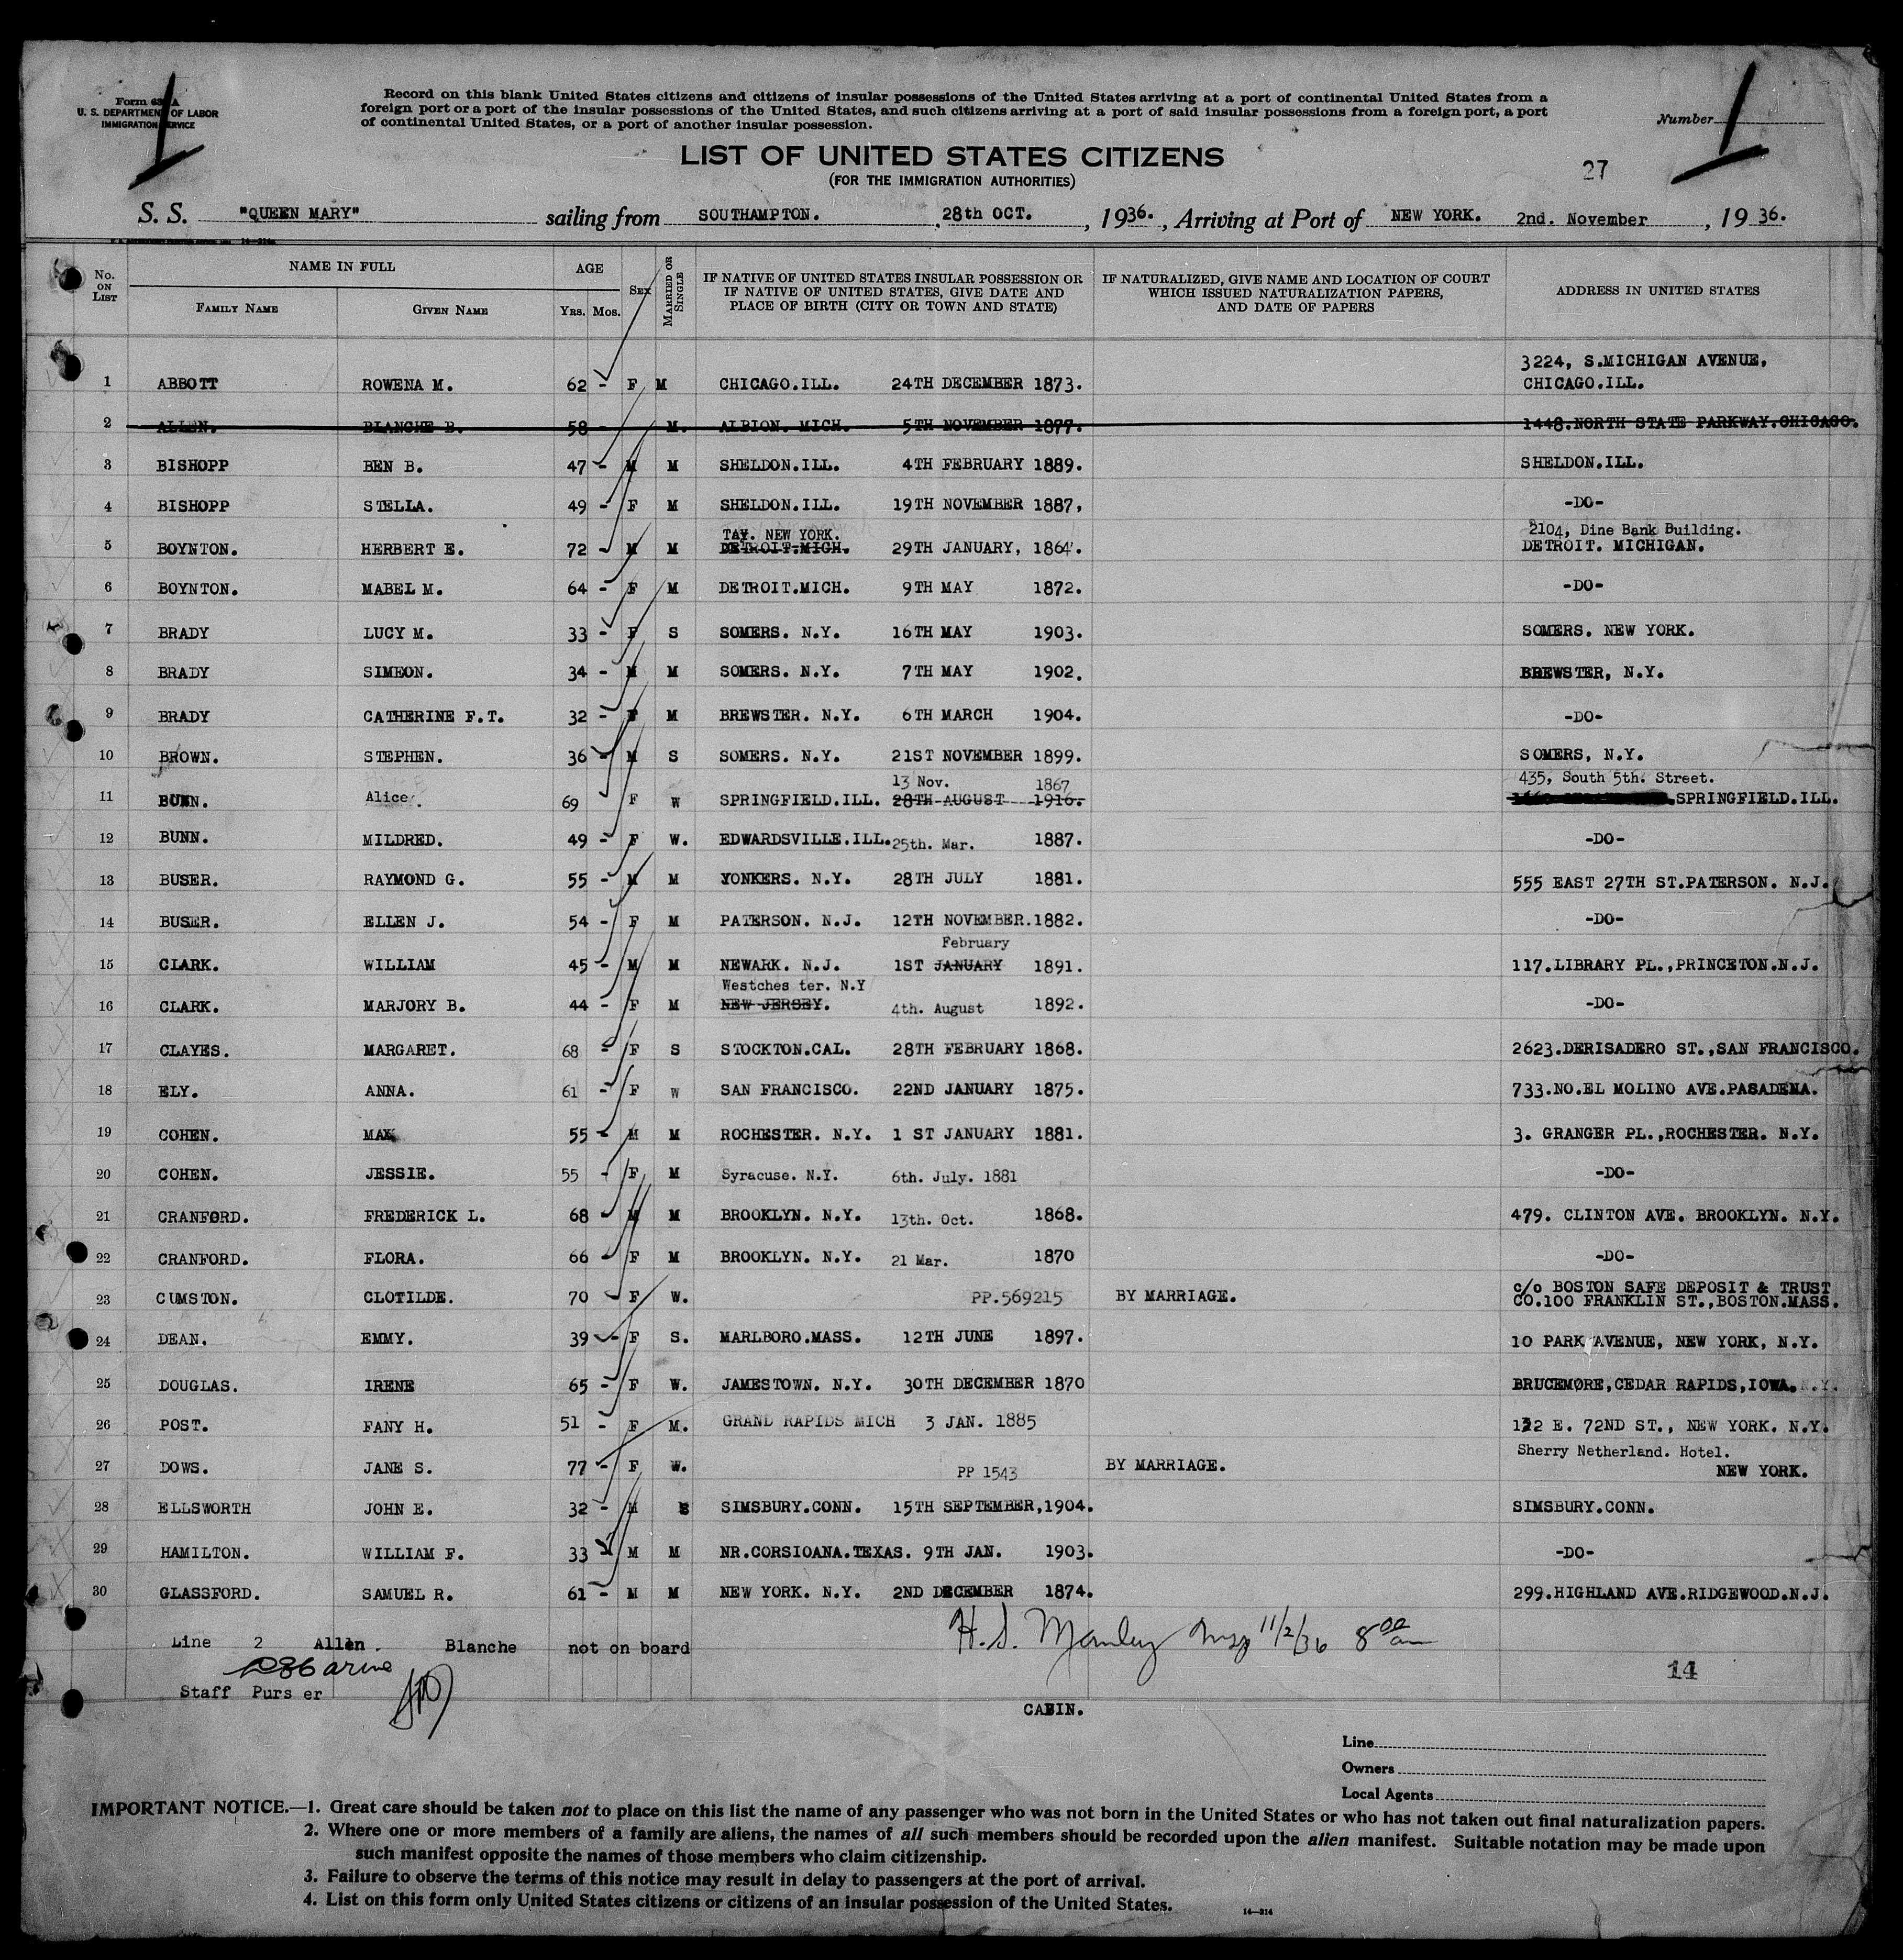 Form 630 A
U. S. DEPARTMENT OF LABOR
IMMIGRATION SERVICE
Record on this blank United States citizens and citizens of insular possessions of the United States arriving at a port of continental United States from a
foreign port or a port of the insular possessions of the United States, and such citizens arriving at a port of said insular possessions from a foreign port, a port
of continental United States, or a port of another insular possession.
Number 1
LIST OF UNITED STATES CITIZENS
(FOR THE IMMIGRATION AUTHORITIES)
27
S. S. "QUEEN MARY" sailing from SOUTHAMPTON. 28th OCT. , 1936. , Arriving at Port of NEW YORK. 2nd. November , 19 36.
No. ON LIST
NAME IN FULL
FAMILY NAME
GIVEN NAME
AGE
YRS. MOS.
SEX
MARRIED OR SINGLE
IF NATIVE OF UNITED STATES INSULAR POSSESSION OR
IF NATIVE OF UNITED STATES, GIVE DATE AND
PLACE OF BIRTH (CITY OR TOWN AND STATE)
IF NATURALIZED, GIVE NAME AND LOCATION OF COURT
WHICH ISSUED NATURALIZATION PAPERS,
AND DATE OF PAPERS
ADDRESS IN UNITED STATES
3224, S.MICHIGAN AVENUE,
1 ABBOTT ROWENA M. 62 - F M CHICAGO.ILL. 24TH DECEMBER 1873. CHICAGO.ILL.
2 ALLEN. BLANCHE B. 58 M. ALBION. MICH. 5TH NOVEMBER 1877. 1448.NORTH STATE PARKWAY.CHICAGO.
3 BISHOPP BEN B. 47 - M M SHELDON.ILL. 4TH FEBRUARY 1889. SHELDON.ILL.
4 BISHOPP STELLA. 49 - F M SHELDON.ILL. 19TH NOVEMBER 1887, -DO-
TAY. NEW YORK. 2104, Dine Bank Building.
5 BOYNTON. HERBERT E. 72 - M M DETROIT.MICH. 29TH JANUARY, 1864. DETROIT. MICHIGAN.
6 BOYNTON. MABEL M. 64 - F M DETROIT.MICH. 9TH MAY 1872. -DO-
7 BRADY LUCY M. 33 - F S SOMERS. N.Y. 16TH MAY 1903. SOMERS. NEW YORK.
8 BRADY SIMEON. 34 - M M SOMERS. N.Y. 7TH MAY 1902. BREWSTER, N.Y.
9 BRADY CATHERINE F.T. 32 - F M BREWSTER. N.Y. 6TH MARCH 1904. -DO-
10 BROWN. STEPHEN. 36 - M S SOMERS. N.Y. 21ST NOVEMBER 1899. SOMERS, N.Y.
13 Nov. 1867 435, South 5th. Street.
11 BUNN. Alice. 69 F W SPRINGFIELD.ILL. 28TH AUGUST 1916. SPRINGFIELD.ILL.
12 BUNN. MILDRED. 49 - F W. EDWARDSVILLE.ILL. 25th. Mar. 1887. -DO-
13 BUSER. RAYMOND G. 55 - M M YONKERS. N.Y. 28TH JULY 1881. 555 EAST 27TH ST.PATERSON. N.J.
14 BUSER. ELLEN J. 54 - F M PATERSON. N.J. 12TH NOVEMBER.1882. -DO-
February
15 CLARK. WILLIAM 45 - M M NEWARK. N.J. 1ST JANUARY 1891. 117.LIBRARY PL.,PRINCETON.N.J.
Westches ter. N.Y
16 CLARK. MARJORY B. 44 - F M NEW JERSEY. 4th. August 1892. -DO-
17 CLAYES. MARGARET. 68 - F S STOCKTON.CAL. 28TH FEBRUARY 1868. 2623.DERISADERO ST.,SAN FRANCISCO.
18 ELY. ANNA. 61 - F W SAN FRANCISCO. 22ND JANUARY 1875. 733.NO.EL MOLINO AVE.PASADENA.
19 COHEN. MAX 55 - M M ROCHESTER. N.Y. 1 ST JANUARY 1881. 3. GRANGER PL.,ROCHESTER. N.Y.
20 COHEN. JESSIE. 55 - F M Syracuse. N.Y. 6th. July. 1881 -DO-
21 CRANFORD. FREDERICK L. 68 - M M BROOKLYN. N.Y. 13th. Oct. 1868. 479. CLINTON AVE. BROOKLYN. N.Y.
22 CRANFORD. FLORA. 66 - F M BROOKLYN. N.Y. 21 Mar. 1870 -DO-
c/o BOSTON SAFE DEPOSIT & TRUST
23 CUMSTON. CLOTILDE. 70 - F W. PP.569215 BY MARRIAGE. CO.100 FRANKLIN ST.,BOSTON.MASS.
24 DEAN. EMMY. 39 - F S. MARLBORO.MASS. 12TH JUNE 1897. 10 PARK AVENUE, NEW YORK, N.Y.
25 DOUGLAS. IRENE 65 - F W. JAMESTOWN. N.Y. 30TH DECEMBER 1870 BRUCEMORE,CEDAR RAPIDS,IOWA. N.Y.
26 POST. FANY H. 51 - F M. GRAND RAPIDS MICH 3 JAN. 1885 122 E. 72ND ST., NEW YORK. N.Y.
Sherry Netherland. Hotel.
27 DOWS. JANE S. 77 - F W. PP 1543 BY MARRIAGE. NEW YORK.
28 ELLSWORTH JOHN E. 32 - M S SIMSBURY.CONN. 15TH SEPTEMBER,1904. SIMSBURY.CONN.
29 HAMILTON. WILLIAM F. 33 - M M NR.CORSIOANA.TEXAS. 9TH JAN. 1903. -DO-
30 GLASSFORD. SAMUEL R. 61 - M M NEW YORK. N.Y. 2ND DECEMBER 1874. 299.HIGHLAND AVE.RIDGEWOOD.N.J.
Line 2 Allen. Blanche not on board
H.S. Manley Insp 11/2/36 8 00 am
14
Staff Purs er
CABIN.
Line
Owners
Local Agents
IMPORTANT NOTICE.—1. Great care should be taken not to place on this list the name of any passenger who was not born in the United States or who has not taken out final naturalization papers.
2. Where one or more members of a family are aliens, the names of all such members should be recorded upon the alien manifest. Suitable notation may be made upon
such manifest opposite the names of those members who claim citizenship.
3. Failure to observe the terms of this notice may result in delay to passengers at the port of arrival.
4. List on this form only United States citizens or citizens of an insular possession of the United States.
14—214